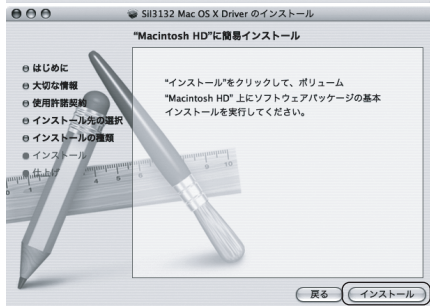 SiI3132 Mac OS X Driver のインストール
"Macintosh HD"に簡易インストール
はじめに
大切な情報
使用許諾契約
インストール先の選択
インストールの種類
インストール
仕上げ
"インストール"をクリックして、ボリューム
"Macintosh HD" 上にソフトウェアパッケージの基本
インストールを実行してください。
戻る
インストール